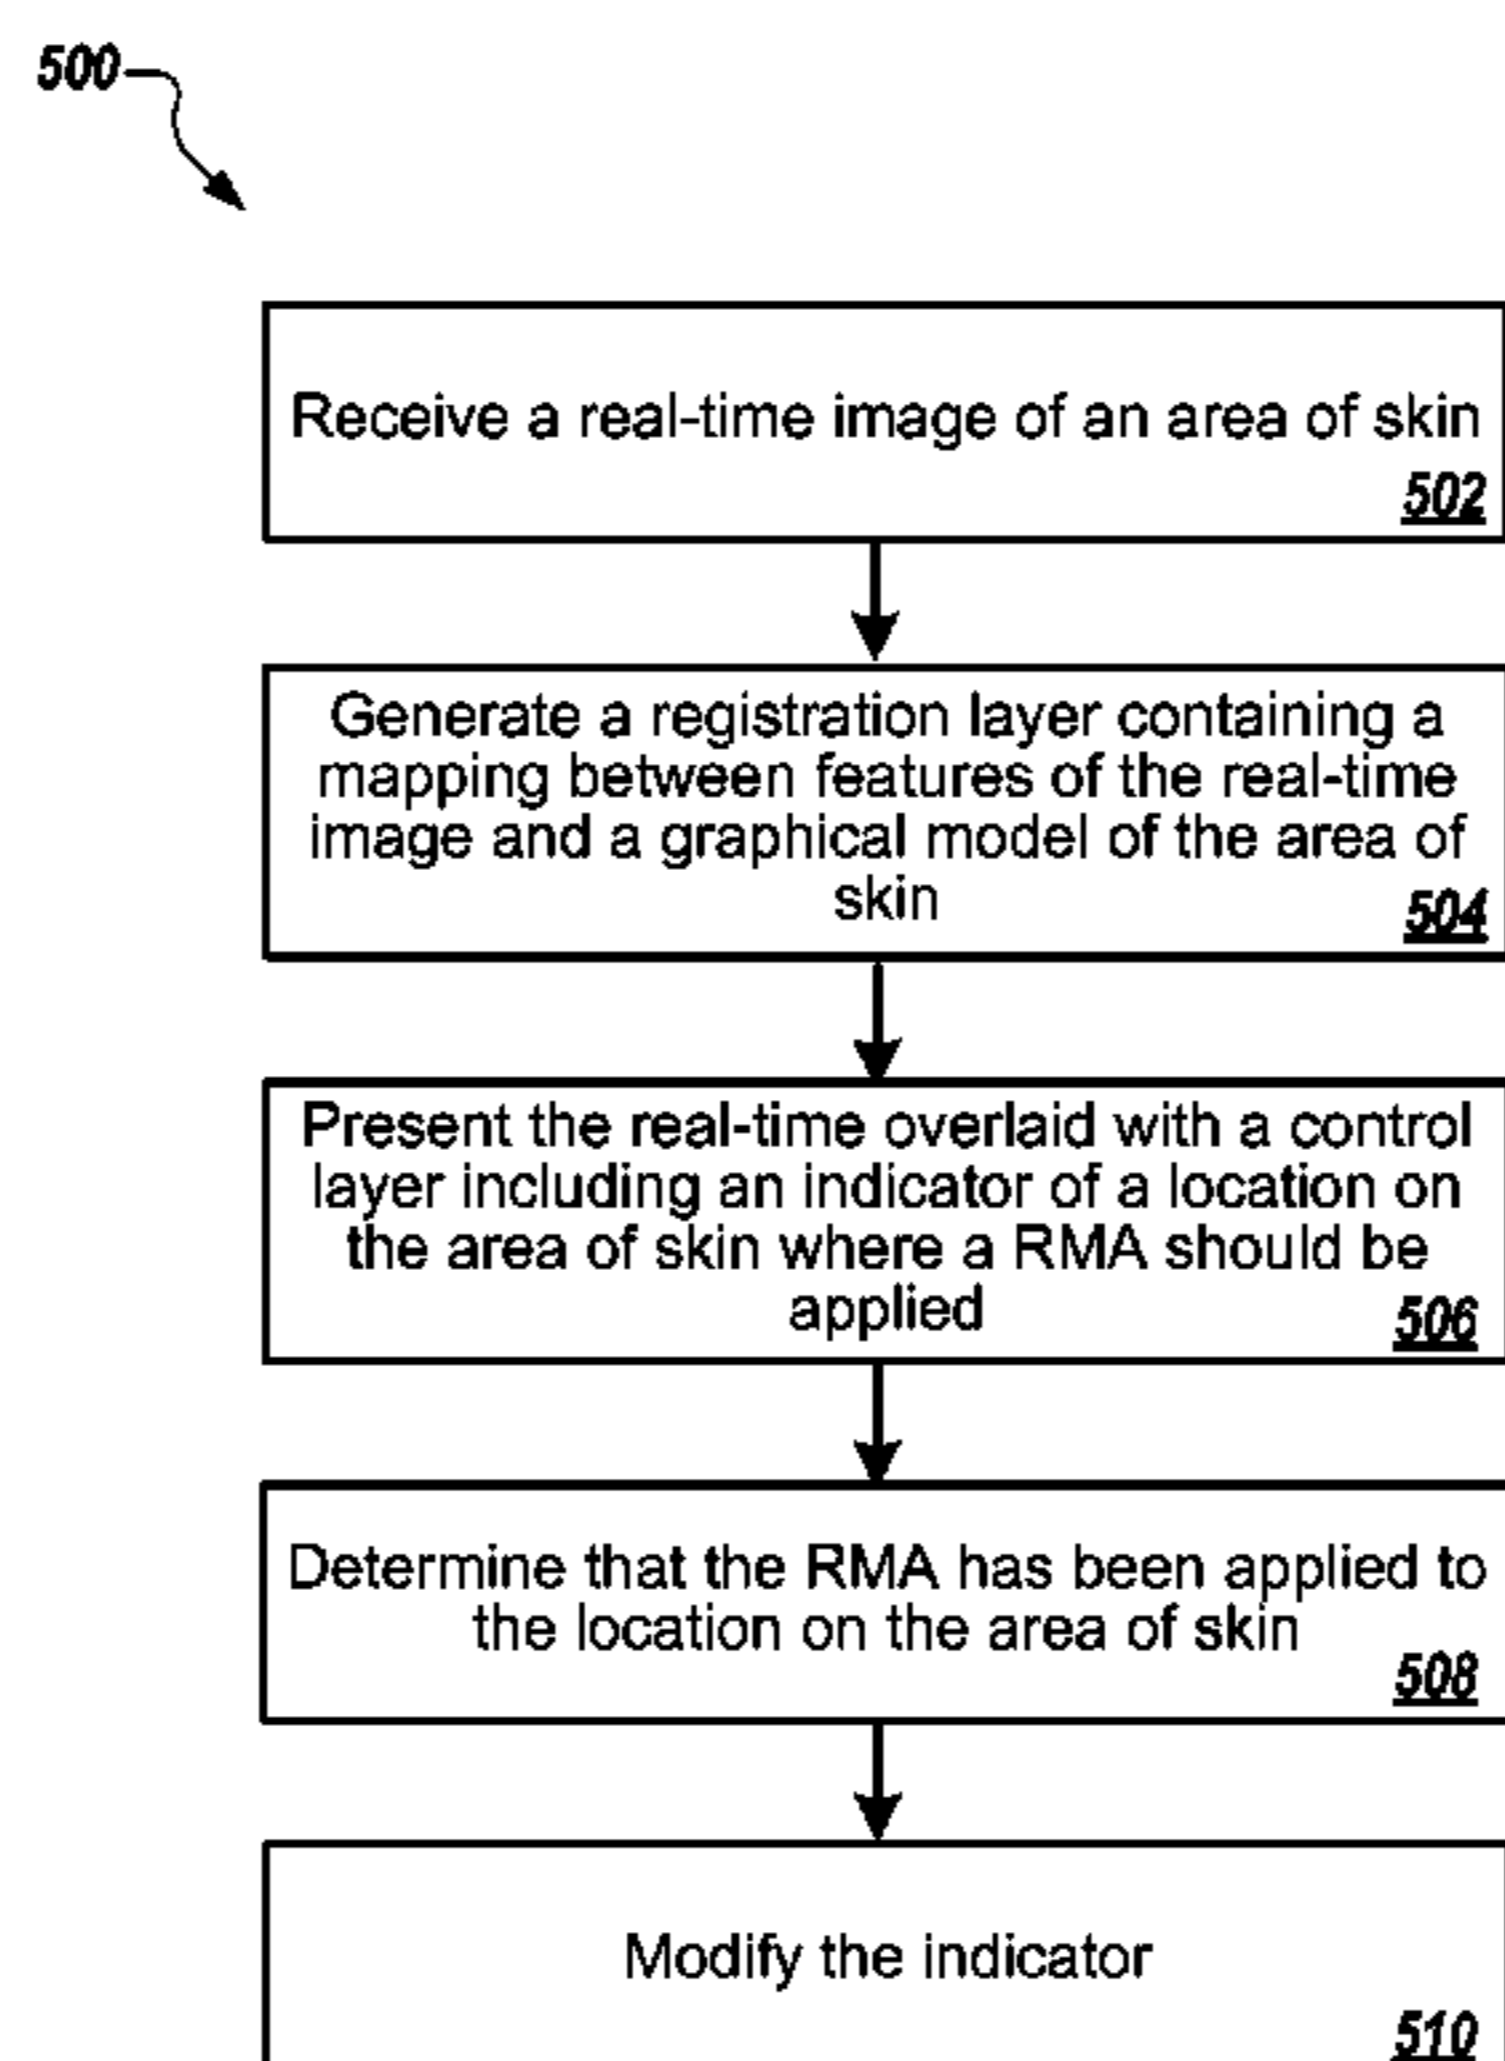 500
Receive a real-time image of an area of skin
502
Generate a registration layer containing a
mapping between features of the real-time
image and a graphical model of the area of
skin
504
Present the real-time overlaid with a control
layer including an indicator of a location on
the area of skin where a RMA should be
applied
506
Determine that the RMA has been applied to
the location on the area of skin
508
Modify the indicator
510